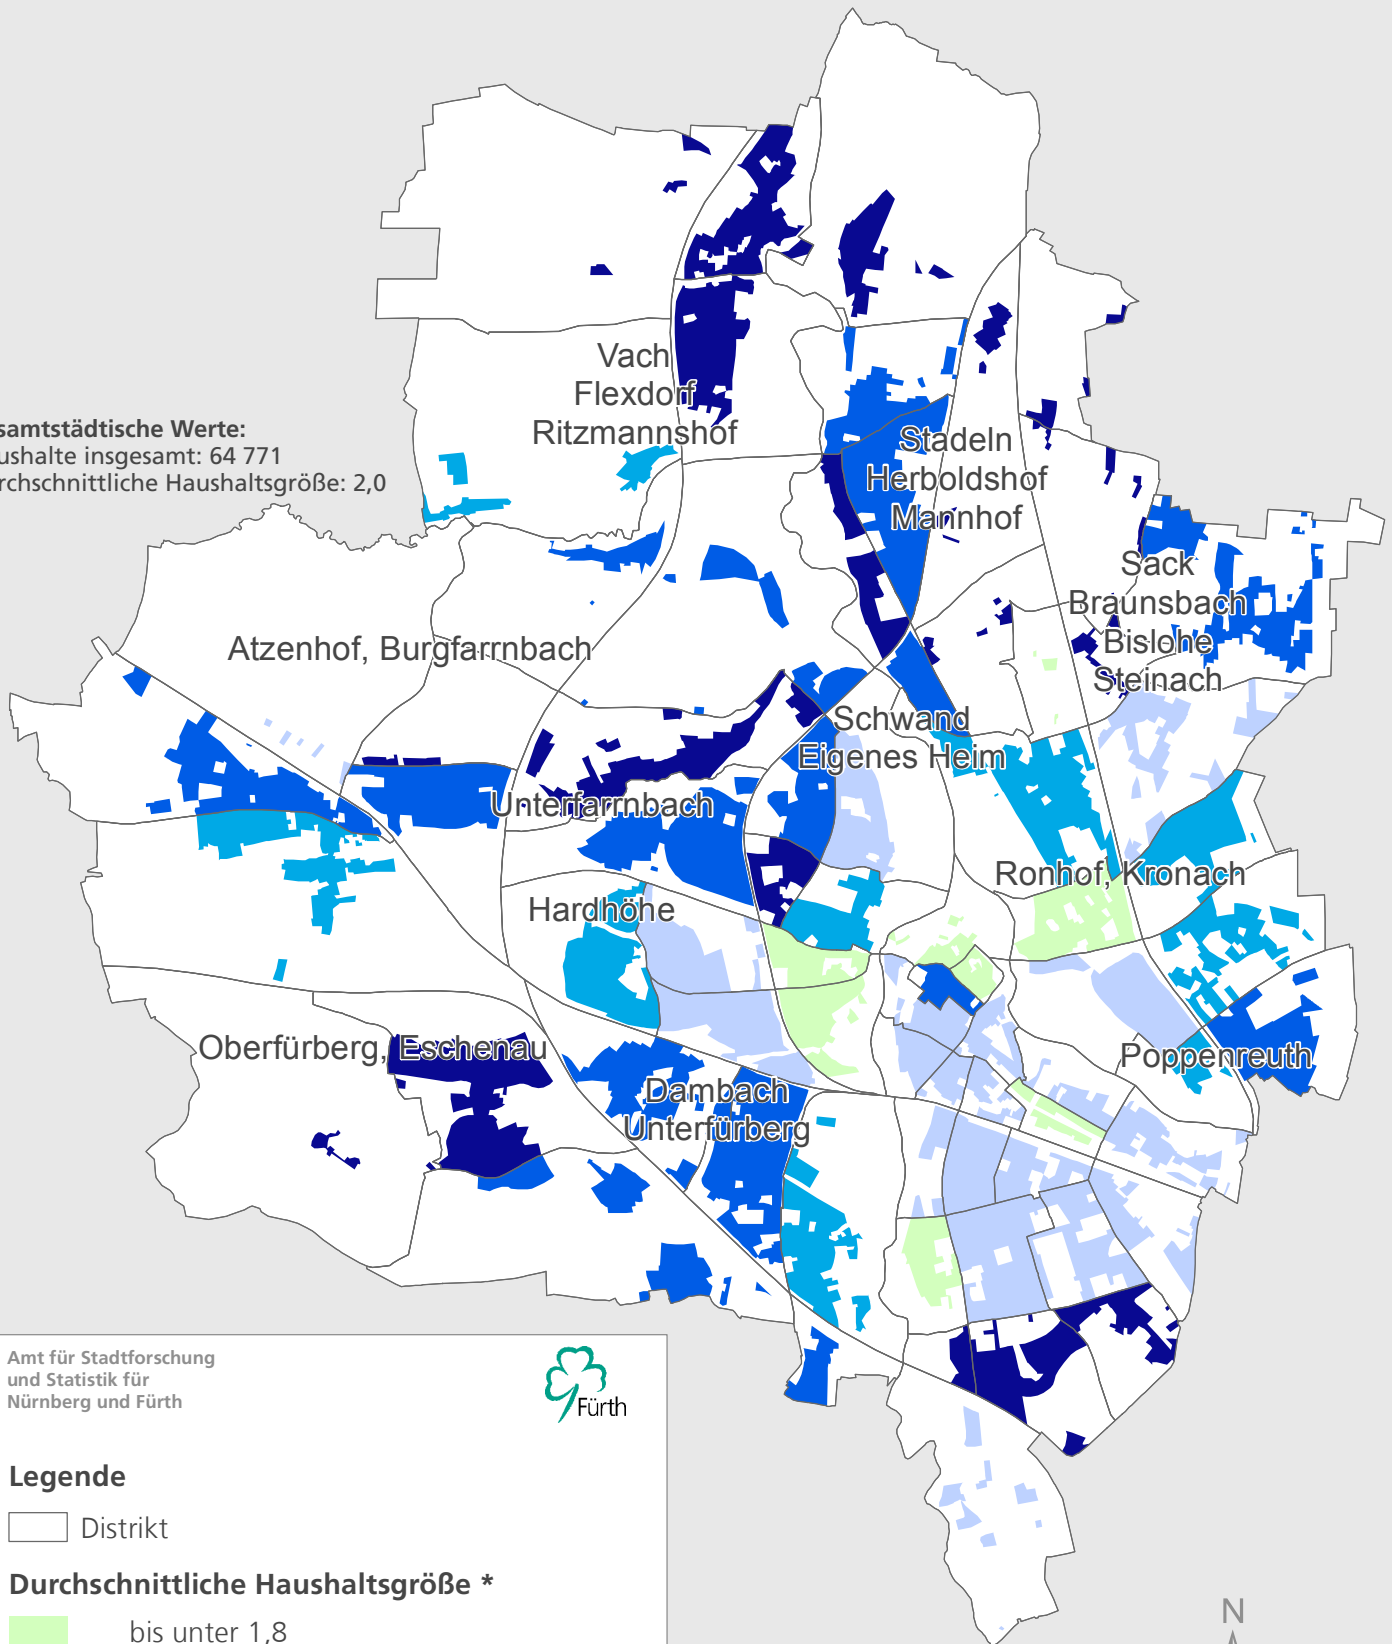 Vach
Flexdorf
Ritzmannshof
samtstädtische Werte:
ushalte insgesamt: 64 771
rchschnittliche Haushaltsgröße: 2,0
Stadeln
Herboldshof
Mannhof
Sack
Braunsbach
Bislohe
Steinach
Atzenhof, Burgfarrnbach
Schwand
Eigenes Heim
Unterfarrnbach
Ronhof, Kronach
Hardhöhe
Oberfürberg, Eschenau
Poppenreuth
Dambach
Unterfürberg
Amt für Stadtforschung
und Statistik für
Nürnberg und Fürth
Fürth
Legende
Distrikt
Durchschnittliche Haushaltsgröße *
bis unter 1,8
N